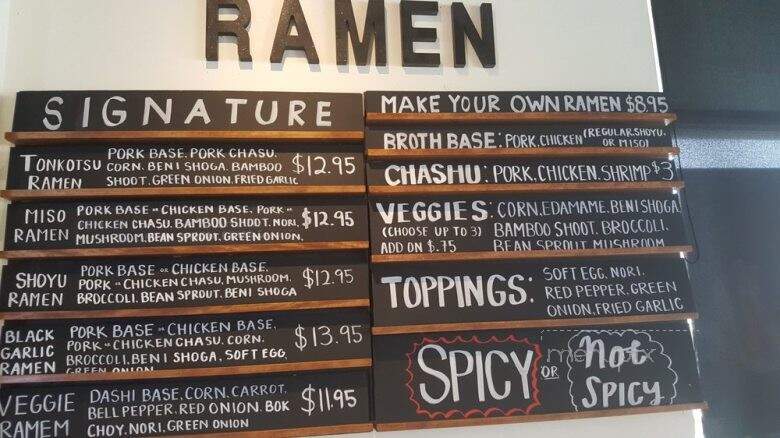 RAMEN
SIGNATURE
TONKOTSU RAMEN
PORK BASE. PORK CHASU.
CORN. BENI SHOGA. BAMBOO
SHOOT. GREEN ONION. FRIED GARLIC
$12.95
MISO RAMEN
PORK BASE OR CHICKEN BASE. PORK OR
CHICKEN CHASU. BAMBOO SHOOT. NORI.
MUSHROOM. BEAN SPROUT. GREEN ONION.
$12.95
SHOYU RAMEN
PORK BASE OR CHICKEN BASE.
PORK OR CHICKEN CHASU, MUSHROOM.
BROCCOLI. BEAN SPROUT. BENI SHOGA
$12.95
BLACK GARLIC RAMEN
PORK BASE OR CHICKEN BASE.
PORK OR CHICKEN CHASU. CORN.
BROCCOLI. BENI SHOGA. SOFT EGG.
GREEN ONION
$13.95
VEGGIE RAMEM
DASHI BASE. CORN. CARROT.
BELL PEPPER. RED ONION. BOK
CHOY. NORI. GREEN ONION
$11.95
MAKE YOUR OWN RAMEN $8.95
BROTH BASE: PORK. CHICKEN (REGULAR. SHOYU. OR MISO)
CHASHU: PORK. CHICKEN. SHRIMP +$3
VEGGIES: CORN. EDAMAME. BENI SHOGA
(CHOOSE UP TO 3) BAMBOO SHOOT. BROCCOLI.
ADD ON $.75 BEAN SPROUT. MUSHROOM
TOPPINGS: SOFT EGG. NORI.
RED PEPPER. GREEN
ONION. FRIED GARLIC
SPICY OR Not SPICY
menupix